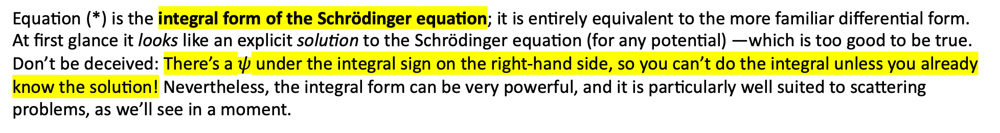 Equation (*) is the integral form of the Schrödinger equation; it is entirely equivalent to the more familiar differential form.
At first glance it looks like an explicit solution to the Schrödinger equation (for any potential) —which is too good to be true.
Don’t be deceived: There’s a ψ under the integral sign on the right-hand side, so you can’t do the integral unless you already
know the solution! Nevertheless, the integral form can be very powerful, and it is particularly well suited to scattering
problems, as we’ll see in a moment.